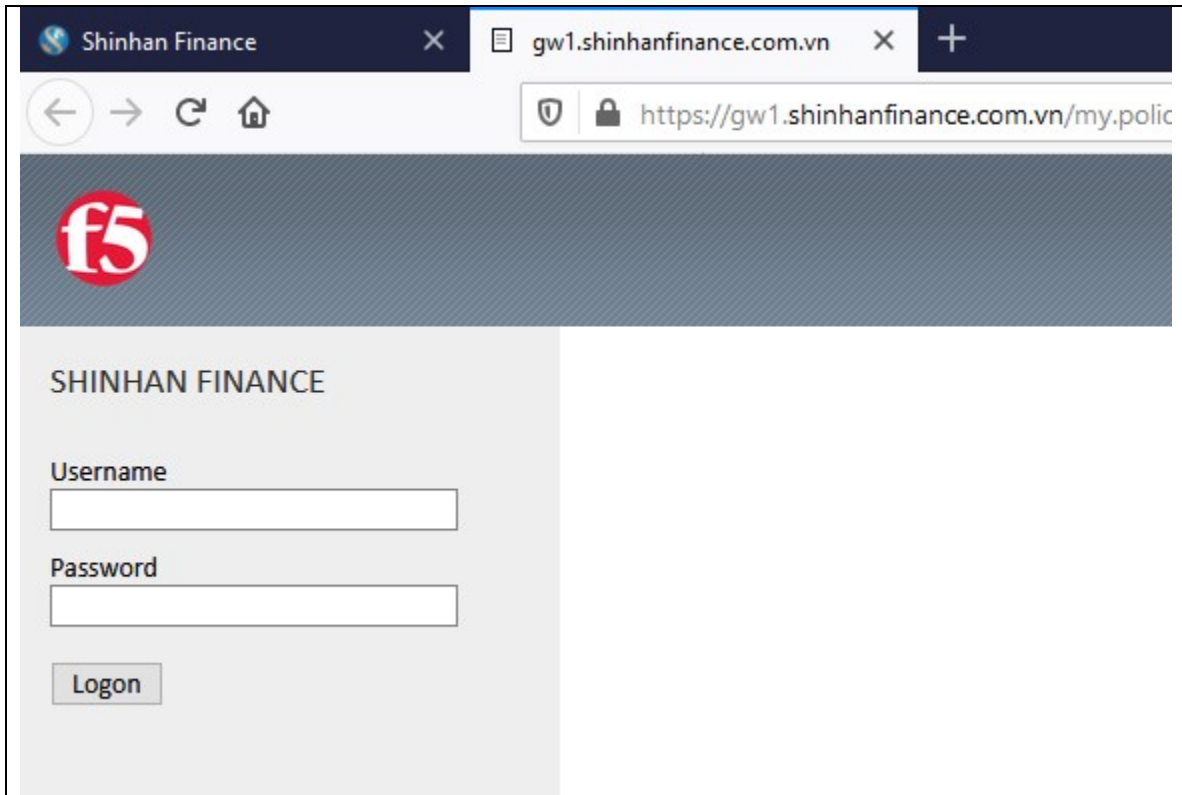 Shinhan Finance
gw1.shinhanfinance.com.vn
https://gw1.shinhanfinance.com.vn/my.polic
f5
SHINHAN FINANCE
Username
Password
Logon